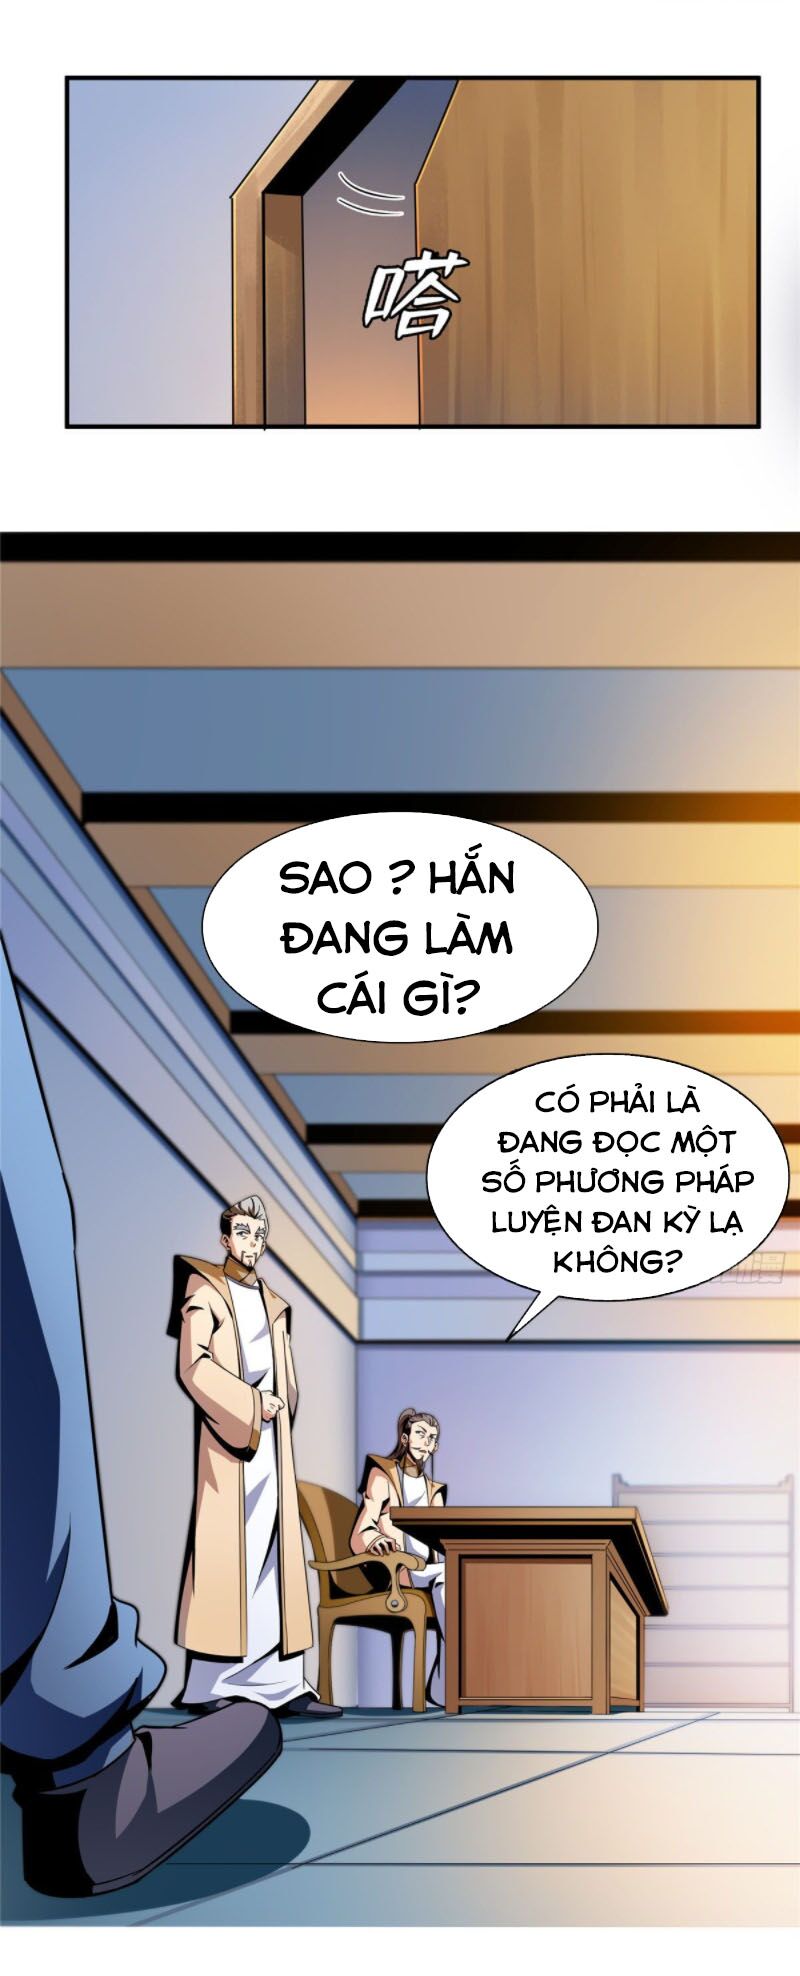 嗒
SAO ? HẮN
ĐANG LÀM
CÁI GÌ?
CÓ PHẢI LÀ
ĐANG ĐỌC MỘT
SỐ PHƯƠNG PHÁP
LUYỆN ĐAN KỲ LẠ
KHÔNG?